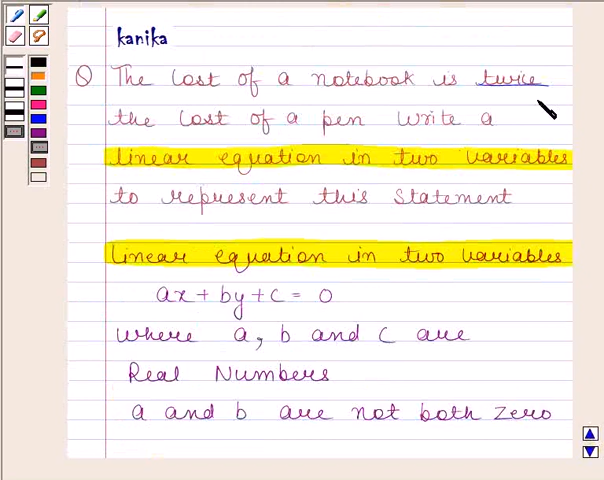 kanika
Q The Cost of a notebook is twice
the Cost of a pen Write a
linear equation in two variables
to represent this Statement
linear equation in two variables
ax + by + c = 0
where a, b and c are
Real Numbers
a and b are not both zero